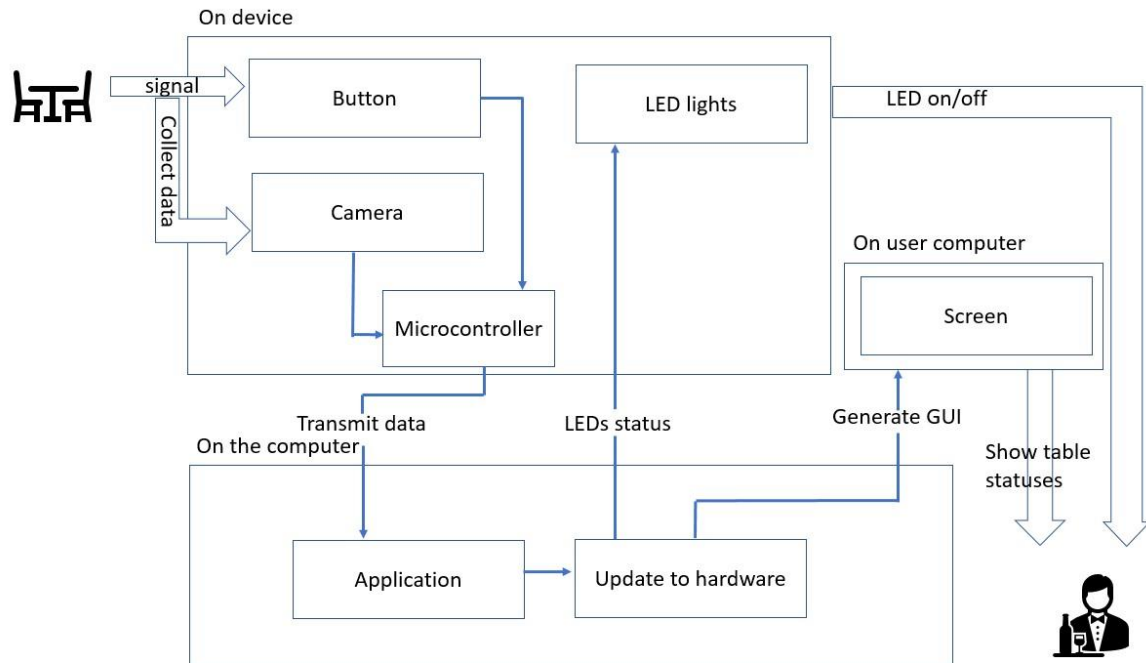 On device
signal
Button
LED lights
LED on/off
Collect data
Camera
On user computer
Microcontroller
Screen
Transmit data
LEDs status
Generate GUI
On the computer
Show table
statuses
Application
Update to hardware